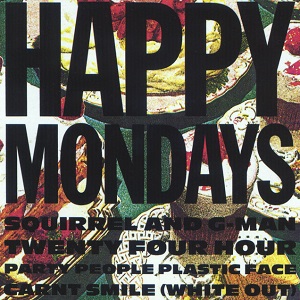 HAPPY
MONDAYS
SQUIRREL AND G-MAN
TWENTY FOUR HOUR
PARTY PEOPLE PLASTIC FACE
CARNT SMILE (WHITE OUT)